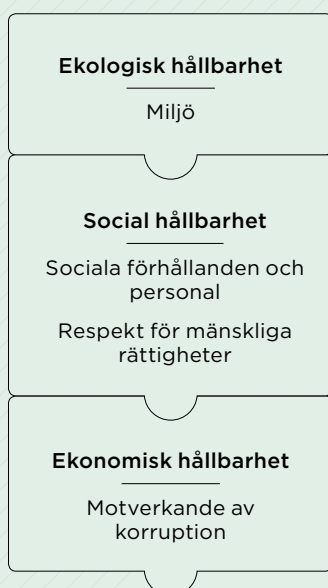 Ekologisk hållbarhet
Miljö
Social hållbarhet
Sociala förhållanden och
personal
Respekt för mänskliga
rättigheter
Ekonomisk hållbarhet
Motverkande av
korruption